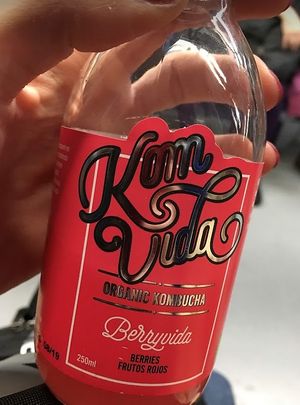 Kom
Vida
ORGANIC KOMBUCHA
Berryvida
250ml
BERRIES
FRUTOS ROJOS